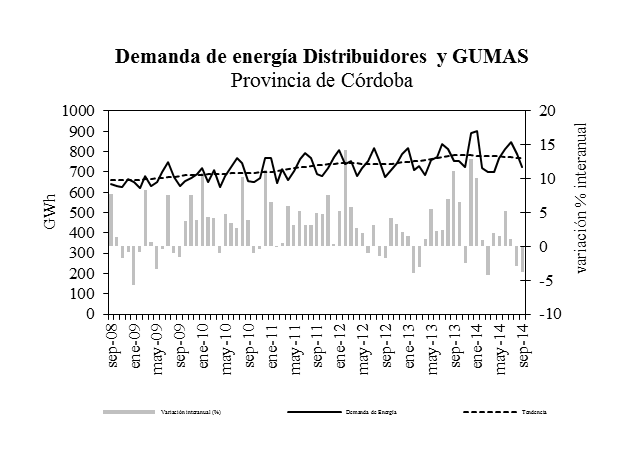 Demanda de energía Distribuidores y GUMAS
Provincia de Córdoba
1000
900
800
700
600
500
400
300
200
100
0
GWh
20
15
10
5
0
-5
-10
variación % interanual
sep-08
ene-09
may-09
sep-09
ene-10
may-10
sep-10
ene-11
may-11
sep-11
ene-12
may-12
sep-12
ene-13
may-13
sep-13
ene-14
may-14
sep-14
Variación interanual (%)
Demanda de Energía
Tendencia